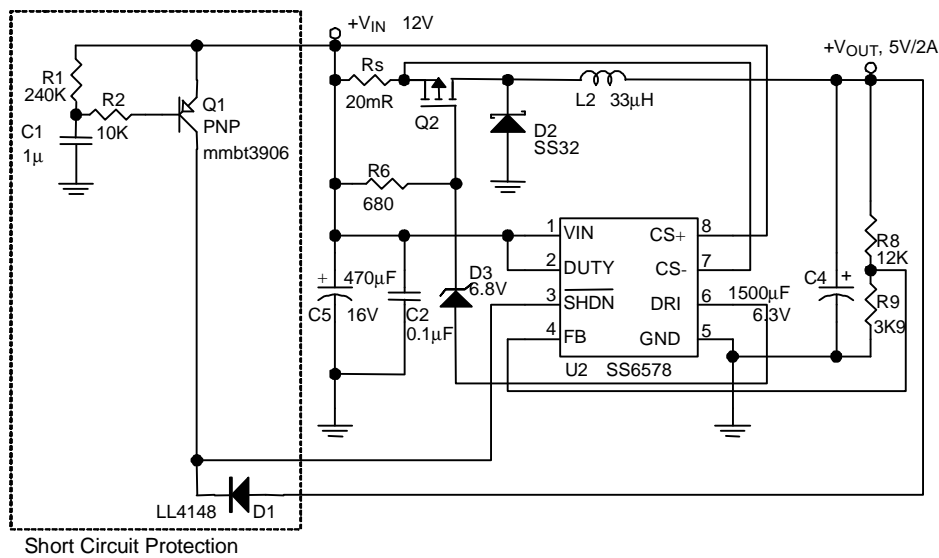 +VIN 12V
+VOUT, 5V/2A
R1
240K
R2
10K
C1
1μ
Q1
PNP
mmbt3906
Rs
20mR
Q2
D2
SS32
L2 33μH
R6
680
1 VIN CS+ 8
2 DUTY CS- 7
3 SHDN DRI 6
4 FB GND 5
U2 SS6578
D3
6.8V
+ 470μF
C5 16V
C2
0.1μF
C4 +
1500μF
6.3V
R8
12K
R9
3K9
LL4148 D1
Short Circuit Protection